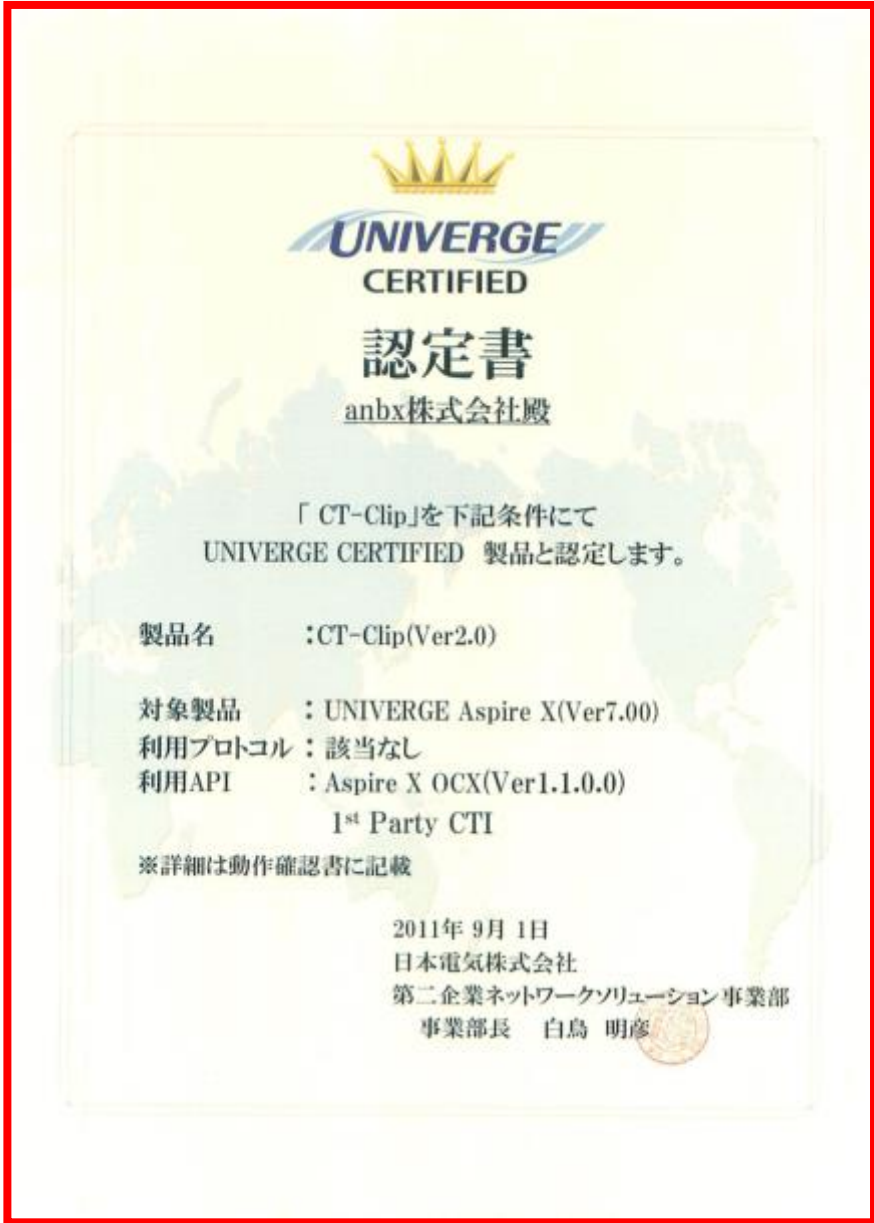 UNIVERGE
CERTIFIED
認定書
anbx株式会社殿
「 CT-Clip」を下記条件にて
UNIVERGE CERTIFIED 製品と認定します。
製品名 :CT-Clip(Ver2.0)
対象製品 : UNIVERGE Aspire X(Ver7.00)
利用プロトコル : 該当なし
利用API : Aspire X OCX(Ver1.1.0.0)
1st Party CTI
※詳細は動作確認書に記載
2011年 9月 1日
日本電気株式会社
第二企業ネットワークソリューション事業部
事業部長 白鳥 明彦